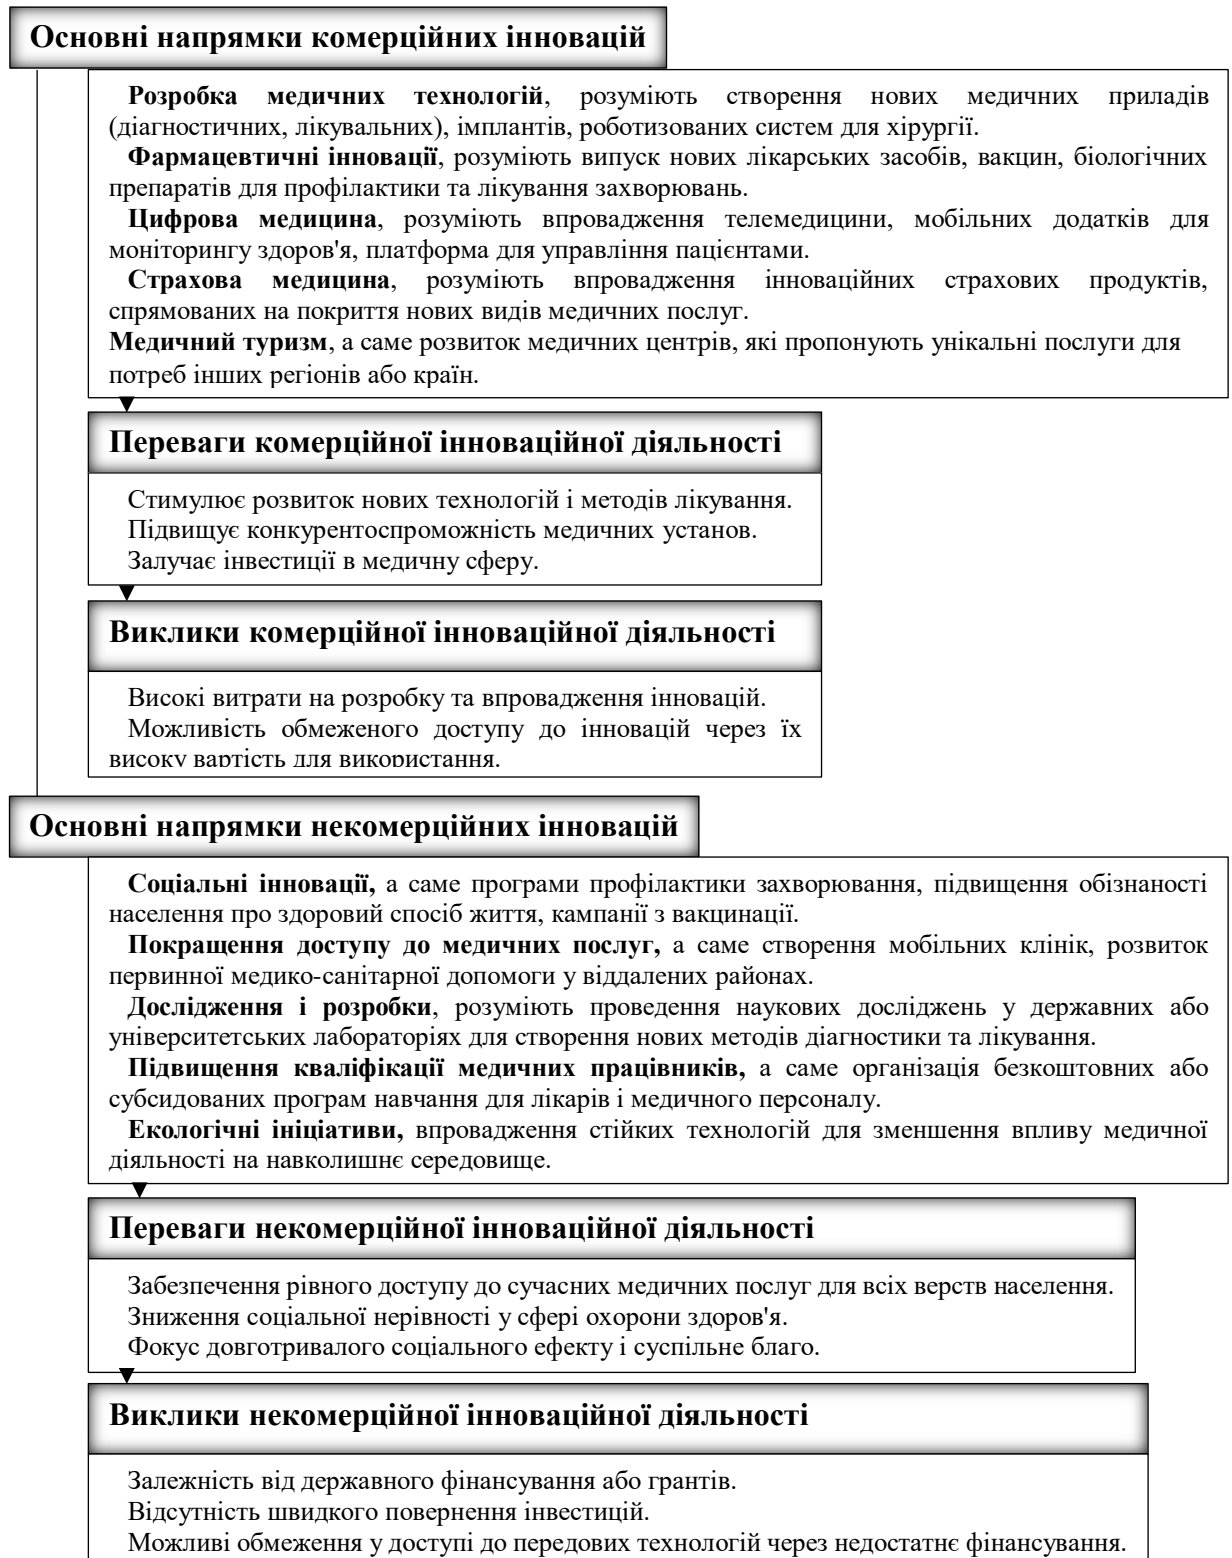 Основні напрямки комерційних інновацій
Розробка медичних технологій, розуміють створення нових медичних приладів
(діагностичних, лікувальних), імплантів, роботизованих систем для хірургії.
Фармацевтичні інновації, розуміють випуск нових лікарських засобів, вакцин, біологічних
препаратів для профілактики та лікування захворювань.
Цифрова медицина, розуміють впровадження телемедицини, мобільних додатків для
моніторингу здоров'я, платформа для управління пацієнтами.
Страхова медицина, розуміють впровадження інноваційних страхових продуктів,
спрямованих на покриття нових видів медичних послуг.
Медичний туризм, а саме розвиток медичних центрів, які пропонують унікальні послуги для
потреб інших регіонів або країн.
Переваги комерційної інноваційної діяльності
Стимулює розвиток нових технологій і методів лікування.
Підвищує конкурентоспроможність медичних установ.
Залучає інвестиції в медичну сферу.
Виклики комерційної інноваційної діяльності
Високі витрати на розробку та впровадження інновацій.
Можливість обмеженого доступу до інновацій через їх
високу вартість для використання.
Основні напрямки некомерційних інновацій
Соціальні інновації, а саме програми профілактики захворювання, підвищення обізнаності
населення про здоровий спосіб життя, кампанії з вакцинації.
Покращення доступу до медичних послуг, а саме створення мобільних клінік, розвиток
первинної медико-санітарної допомоги у віддалених районах.
Дослідження і розробки, розуміють проведення наукових досліджень у державних або
університетських лабораторіях для створення нових методів діагностики та лікування.
Підвищення кваліфікації медичних працівників, а саме організація безкоштовних або
субсидованих програм навчання для лікарів і медичного персоналу.
Екологічні ініціативи, впровадження стійких технологій для зменшення впливу медичної
діяльності на навколишнє середовище.
Переваги некомерційної інноваційної діяльності
Забезпечення рівного доступу до сучасних медичних послуг для всіх верств населення.
Зниження соціальної нерівності у сфері охорони здоров'я.
Фокус довготривалого соціального ефекту і суспільне благо.
Виклики некомерційної інноваційної діяльності
Залежність від державного фінансування або грантів.
Відсутність швидкого повернення інвестицій.
Можливі обмеження у доступі до передових технологій через недостатнє фінансування.